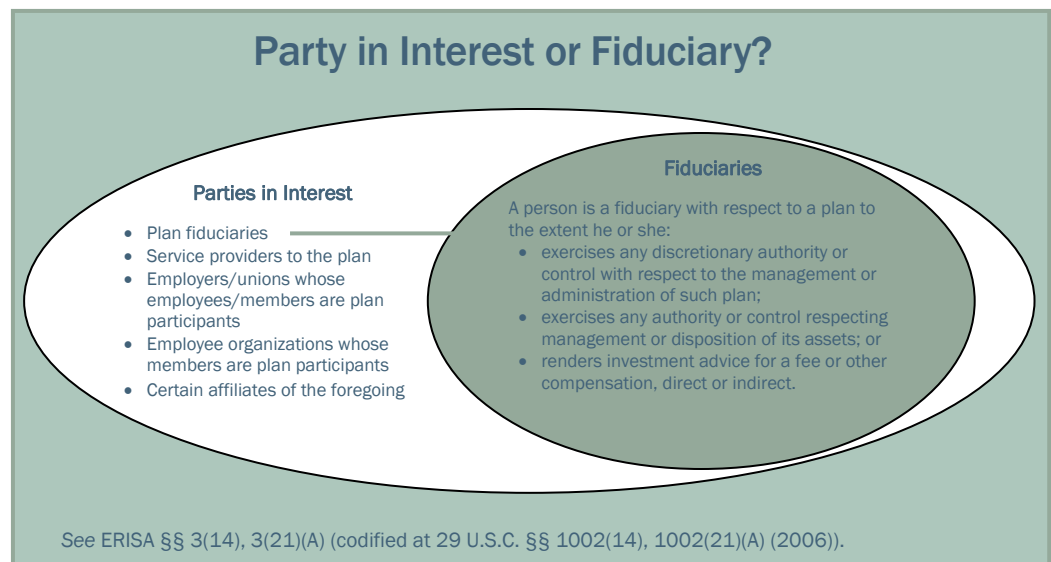 Party in Interest or Fiduciary?
Parties in Interest
• Plan fiduciaries
• Service providers to the plan
• Employers/unions whose
employees/members are plan
participants
• Employee organizations whose
members are plan participants
• Certain affiliates of the foregoing
Fiduciaries
A person is a fiduciary with respect to a plan to
the extent he or she:
• exercises any discretionary authority or
control with respect to the management or
administration of such plan;
• exercises any authority or control respecting
management or disposition of its assets; or
• renders investment advice for a fee or other
compensation, direct or indirect.
See ERISA §§ 3(14), 3(21)(A) (codified at 29 U.S.C. §§ 1002(14), 1002(21)(A) (2006)).